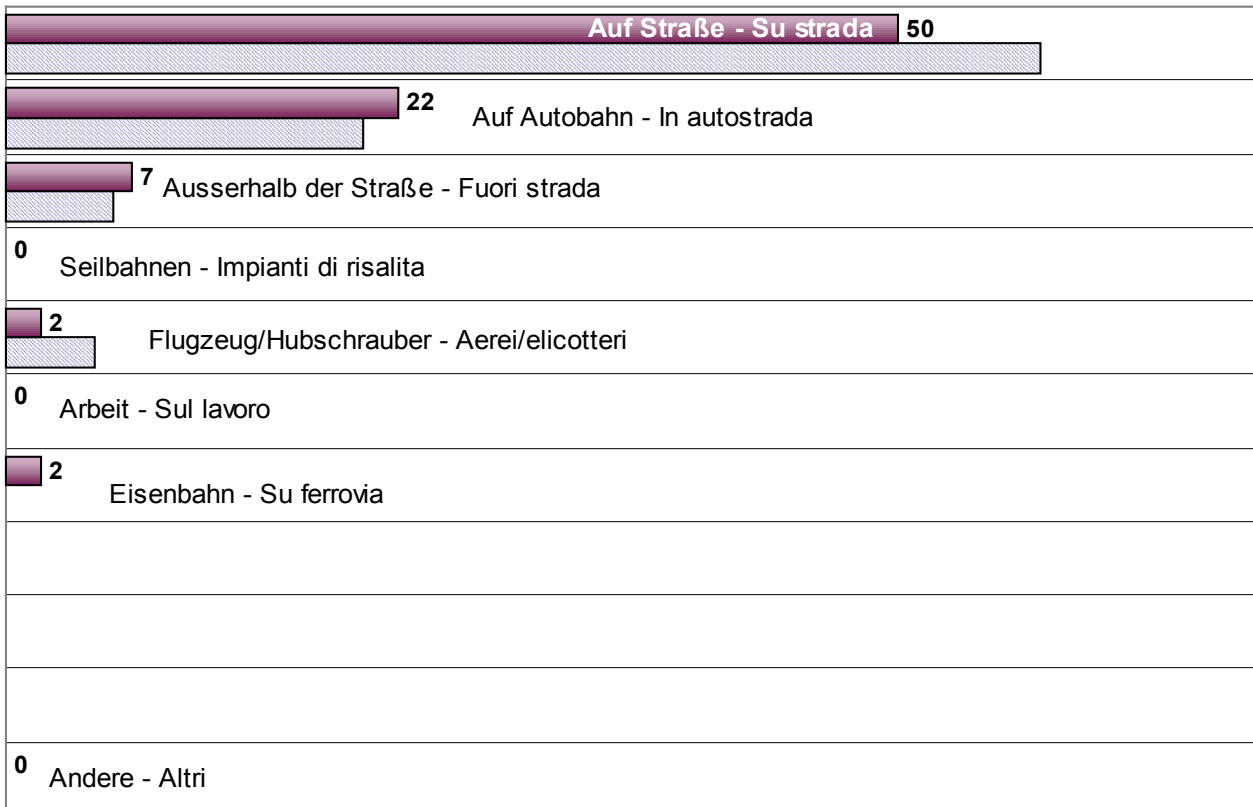 Auf Straße - Su strada 50
22 Auf Autobahn - In autostrada
7 Ausserhalb der Straße - Fuori strada
0 Seilbahnen - Impianti di risalita
2 Flugzeug/Hubschrauber - Aerei/elicotteri
0 Arbeit - Sul lavoro
2 Eisenbahn - Su ferrovia
0 Andere - Altri